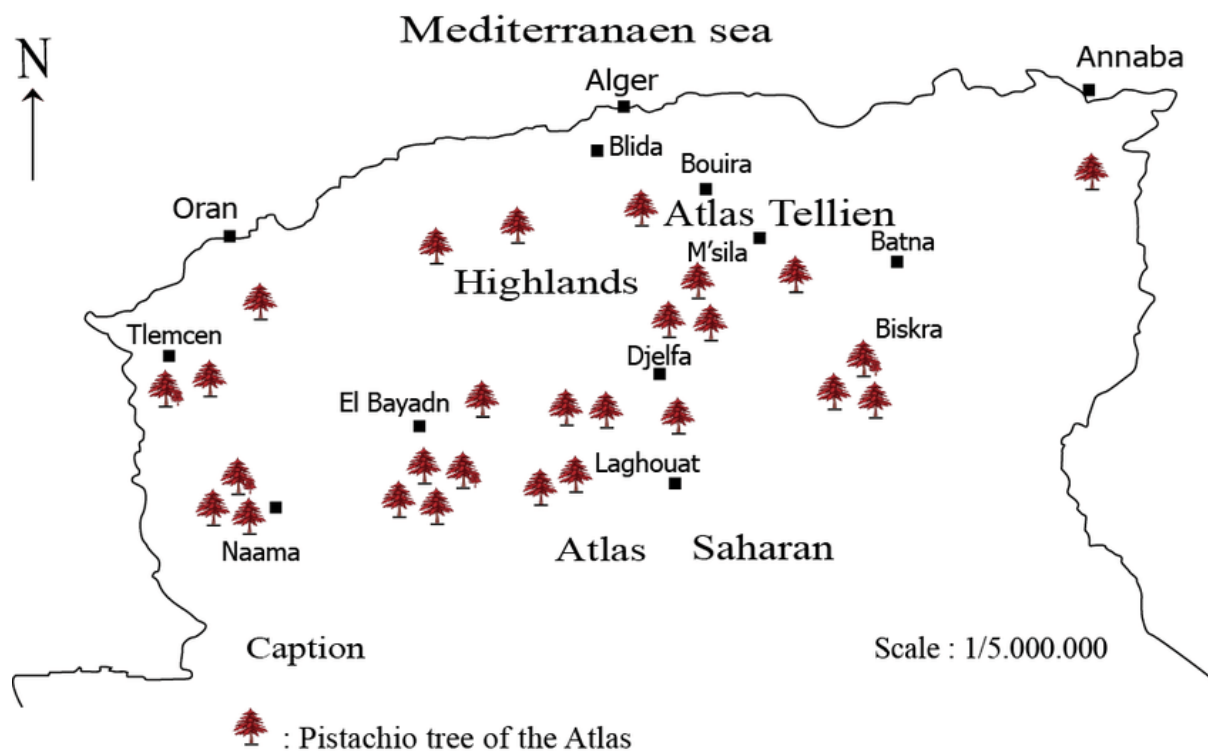 Mediterranaen sea
N
Annaba
Alger
Blida
Bouira
Oran
Atlas Tellien
M'sila
Batna
Highlands
Tlemcen
Biskra
Djelfa
El Bayadn
Laghouat
Naama
Atlas Saharan
Caption
Scale : 1/5.000.000
: Pistachio tree of the Atlas